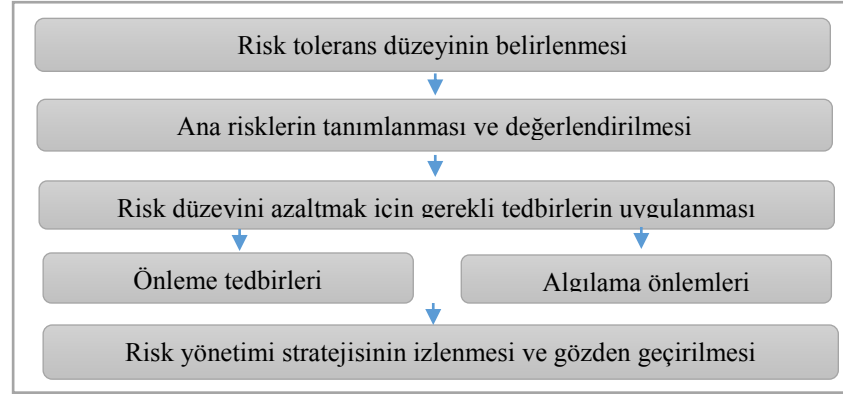 Risk tolerans düzeyinin belirlenmesi
Ana risklerin tanımlanması ve değerlendirilmesi
Risk düzeyini azaltmak için gerekli tedbirlerin uygulanması
Önleme tedbirleri
Algılama önlemleri
Risk yönetimi stratejisinin izlenmesi ve gözden geçirilmesi